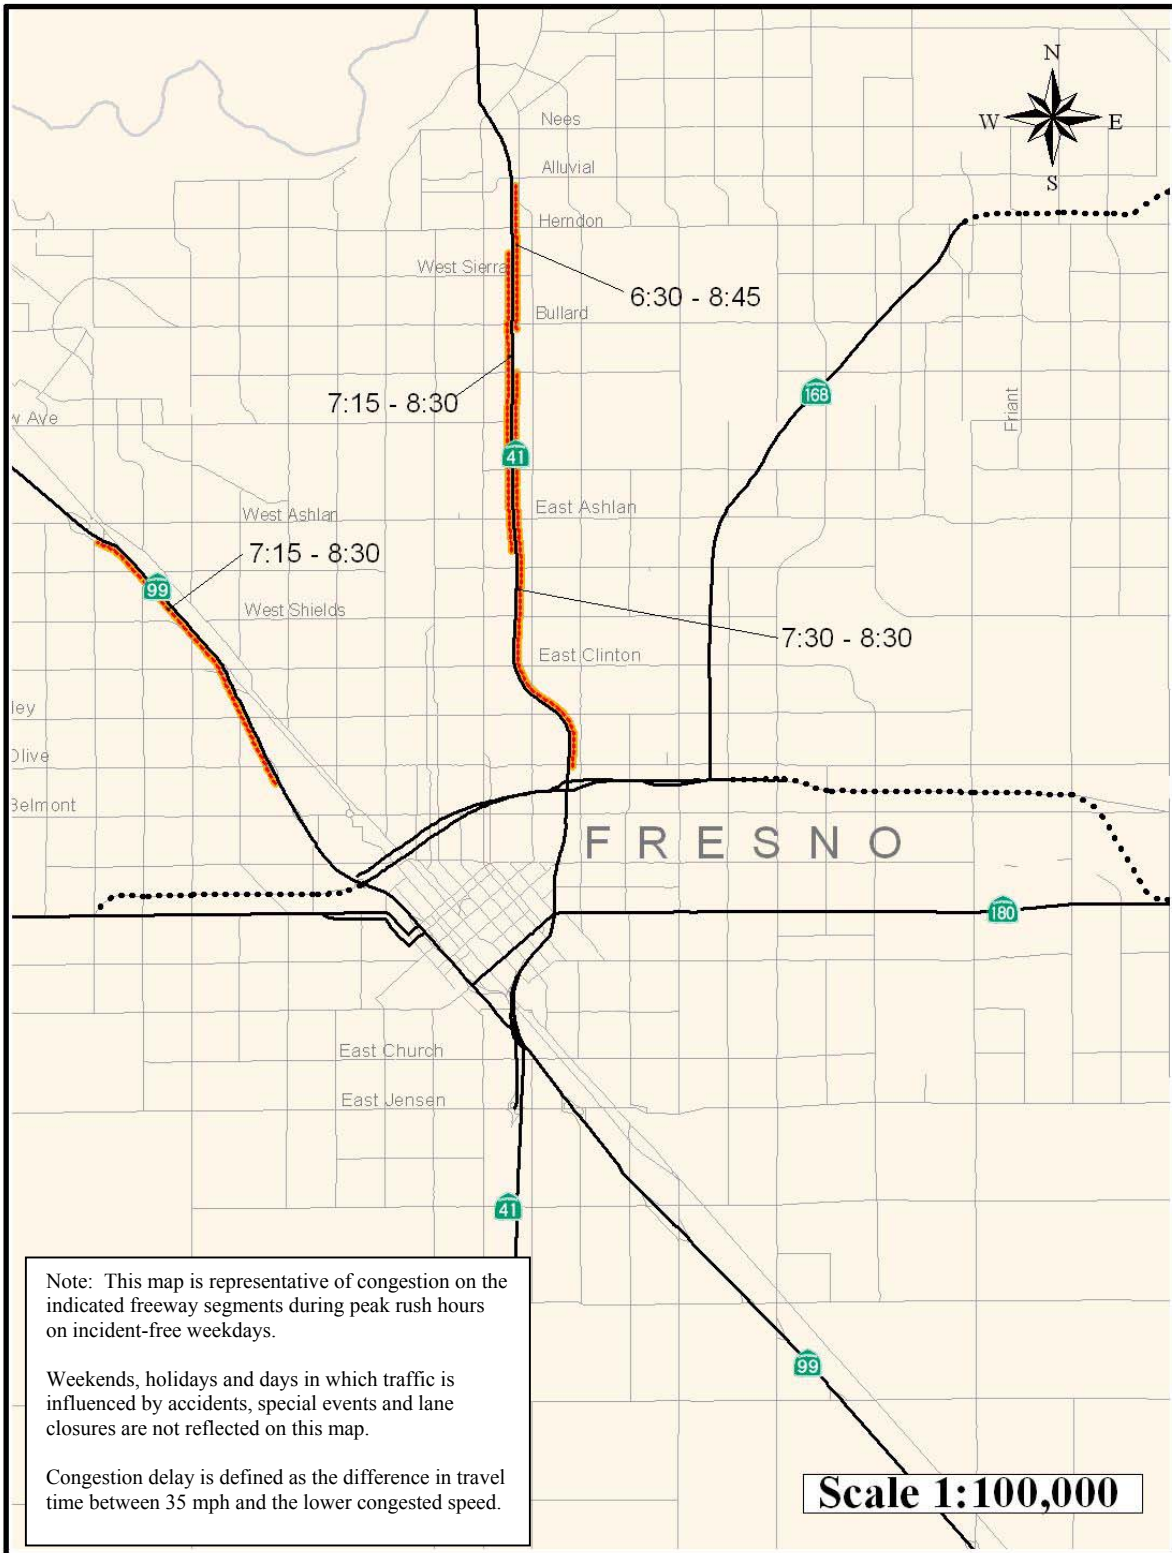 N
Nees
W E
Alluvial
S
Herndon
West Sierra
6:30 - 8:45
Bullard
7:15 - 8:30
168
Friant
w Ave
41
West Ashlan
East Ashlan
7:15 - 8:30
99
West Shields
7:30 - 8:30
East Clinton
ley
Olive
Belmont
FRESNO
180
East Church
East Jensen
41
99
Note: This map is representative of congestion on the
indicated freeway segments during peak rush hours
on incident-free weekdays.
Weekends, holidays and days in which traffic is
influenced by accidents, special events and lane
closures are not reflected on this map.
Congestion delay is defined as the difference in travel
time between 35 mph and the lower congested speed.
Scale 1:100,000